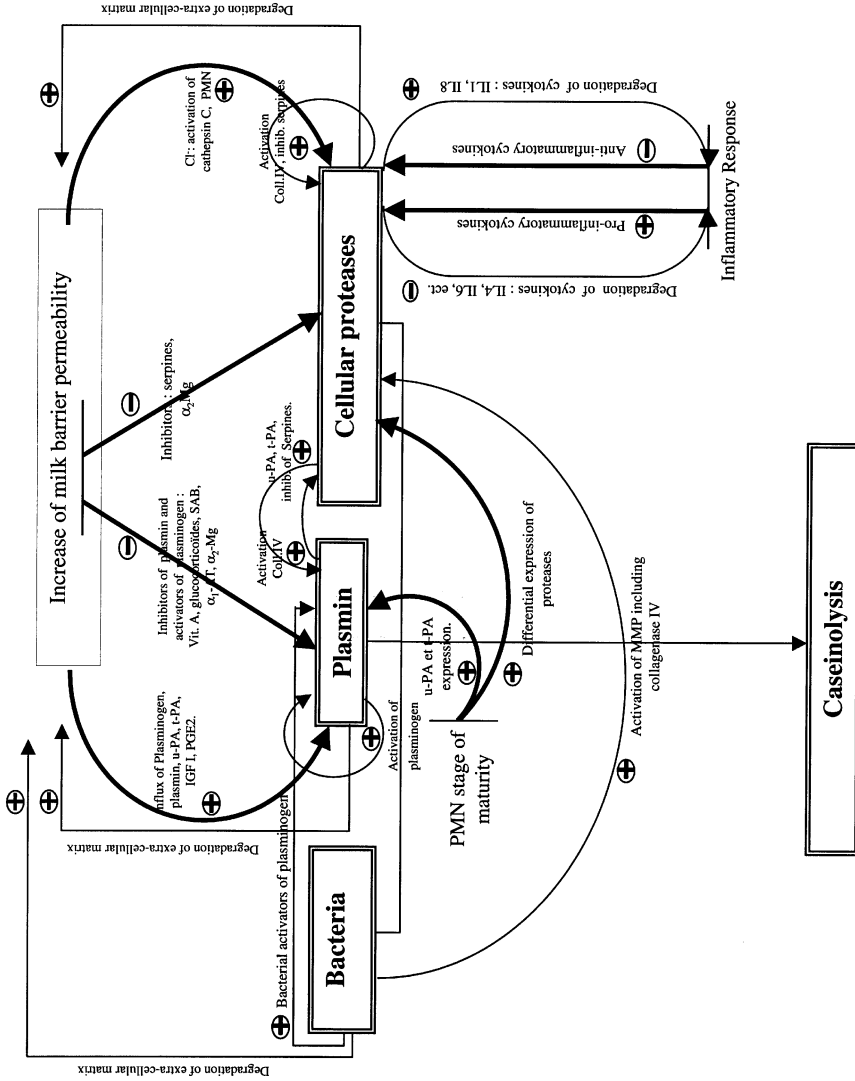 Increase of milk barrier permeability
Degradation of extra-cellular matrix
Degradation of extra-cellular matrix
Degradation of extra-cellular matrix
nflux of Plasminogen,
plasmin, u-PA, t-PA,
IGF I, PGE2.
Inhibitors of plasmin and
activators of plasminogen :
Vit. A, glucocorticoïdes, SAB,
α1-AT, α2-Mg
Inhibitors : serpines,
α2Mg
Cl-: activation of
cathepsin C, PMN
Bacterial activators of plasminogen
Activation
Coll.IV
u-PA, t-PA,
inhib. of Serpines.
Activation
Coll.IV, inhib. serpines
Bacteria
Plasmin
Cellular proteases
Activation of
plasminogen
u-PA et t-PA
expression.
PMN stage of
maturity
Differential expression of
proteases
Activation of MMP including
collagenase IV
Degradation of cytokines : IL4, IL6, ect.
Pro-inflammatory cytokines
Anti-inflammatory cytokines
Degradation of cytokines : IL1, IL8
Inflammatory Response
Caseinolysis